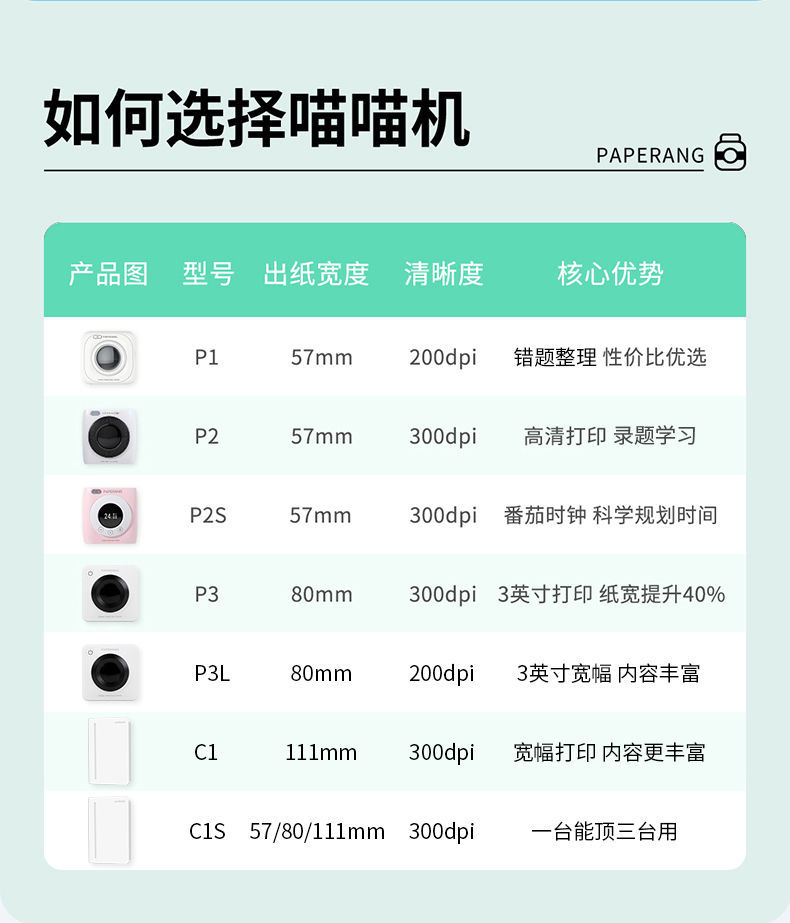 如何选择喵喵机
PAPERANG
产品图 型号 出纸宽度 清晰度 核心优势
P1 57mm 200dpi 错题整理 性价比优选
P2 57mm 300dpi 高清打印 录题学习
P2S 57mm 300dpi 番茄时钟 科学规划时间
P3 80mm 300dpi 3英寸打印 纸宽提升40%
P3L 80mm 200dpi 3英寸宽幅 内容丰富
C1 111mm 300dpi 宽幅打印 内容更丰富
C1S 57/80/111mm 300dpi 一台能顶三台用